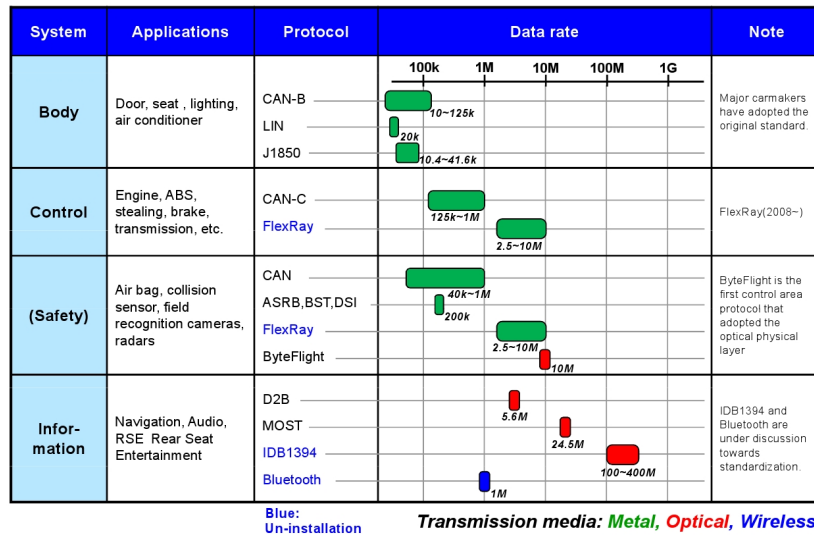 System Applications Protocol Data rate Note
100k 1M 10M 100M 1G
Body
Door, seat , lighting,
air conditioner
CAN-B
10~125k
LIN
20k
J1850
10.4~41.6k
Major carmakers
have adopted the
original standard.
Control
Engine, ABS,
stealing, brake,
transmission, etc.
CAN-C
125k~1M
FlexRay
2.5~10M
FlexRay(2008~)
(Safety)
Air bag, collision
sensor, field
recognition cameras,
radars
CAN
40k~1M
ASRB,BST,DSI
200k
FlexRay
2.5~10M
ByteFlight
10M
ByteFlight is the
first control area
protocol that
adopted the
optical physical
layer
Infor-
mation
Navigation, Audio,
RSE Rear Seat
Entertainment
D2B
5.6M
MOST
24.5M
IDB1394
100~400M
Bluetooth
1M
IDB1394 and
Bluetooth are
under discussion
towards
standardization.
Blue:
Un-installation
Transmission media: Metal, Optical, Wireless